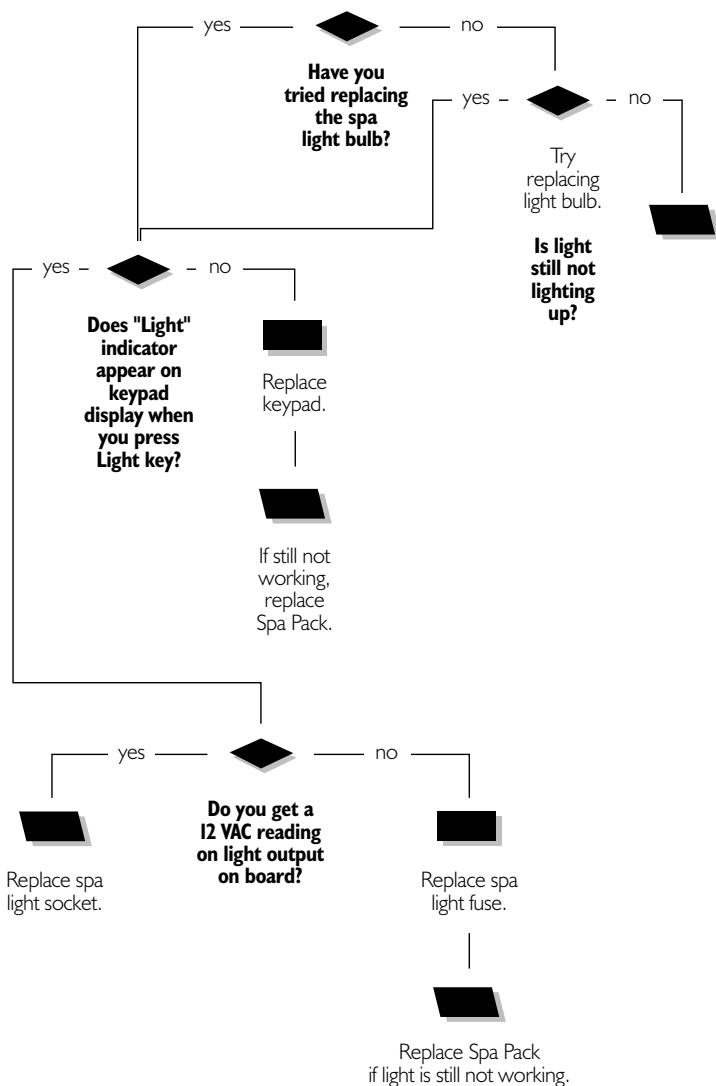 yes
no
Have you
tried replacing
the spa
light bulb?
yes
no
Try
replacing
light bulb.
Is light
still not
lighting
up?
yes
no
Does "Light"
indicator
appear on
keypad
display when
you press
Light key?
Replace
keypad.
If still not
working,
replace
Spa Pack.
yes
no
Do you get a
12 VAC reading
on light output
on board?
Replace spa
light socket.
Replace spa
light fuse.
Replace Spa Pack
if light is still not working.